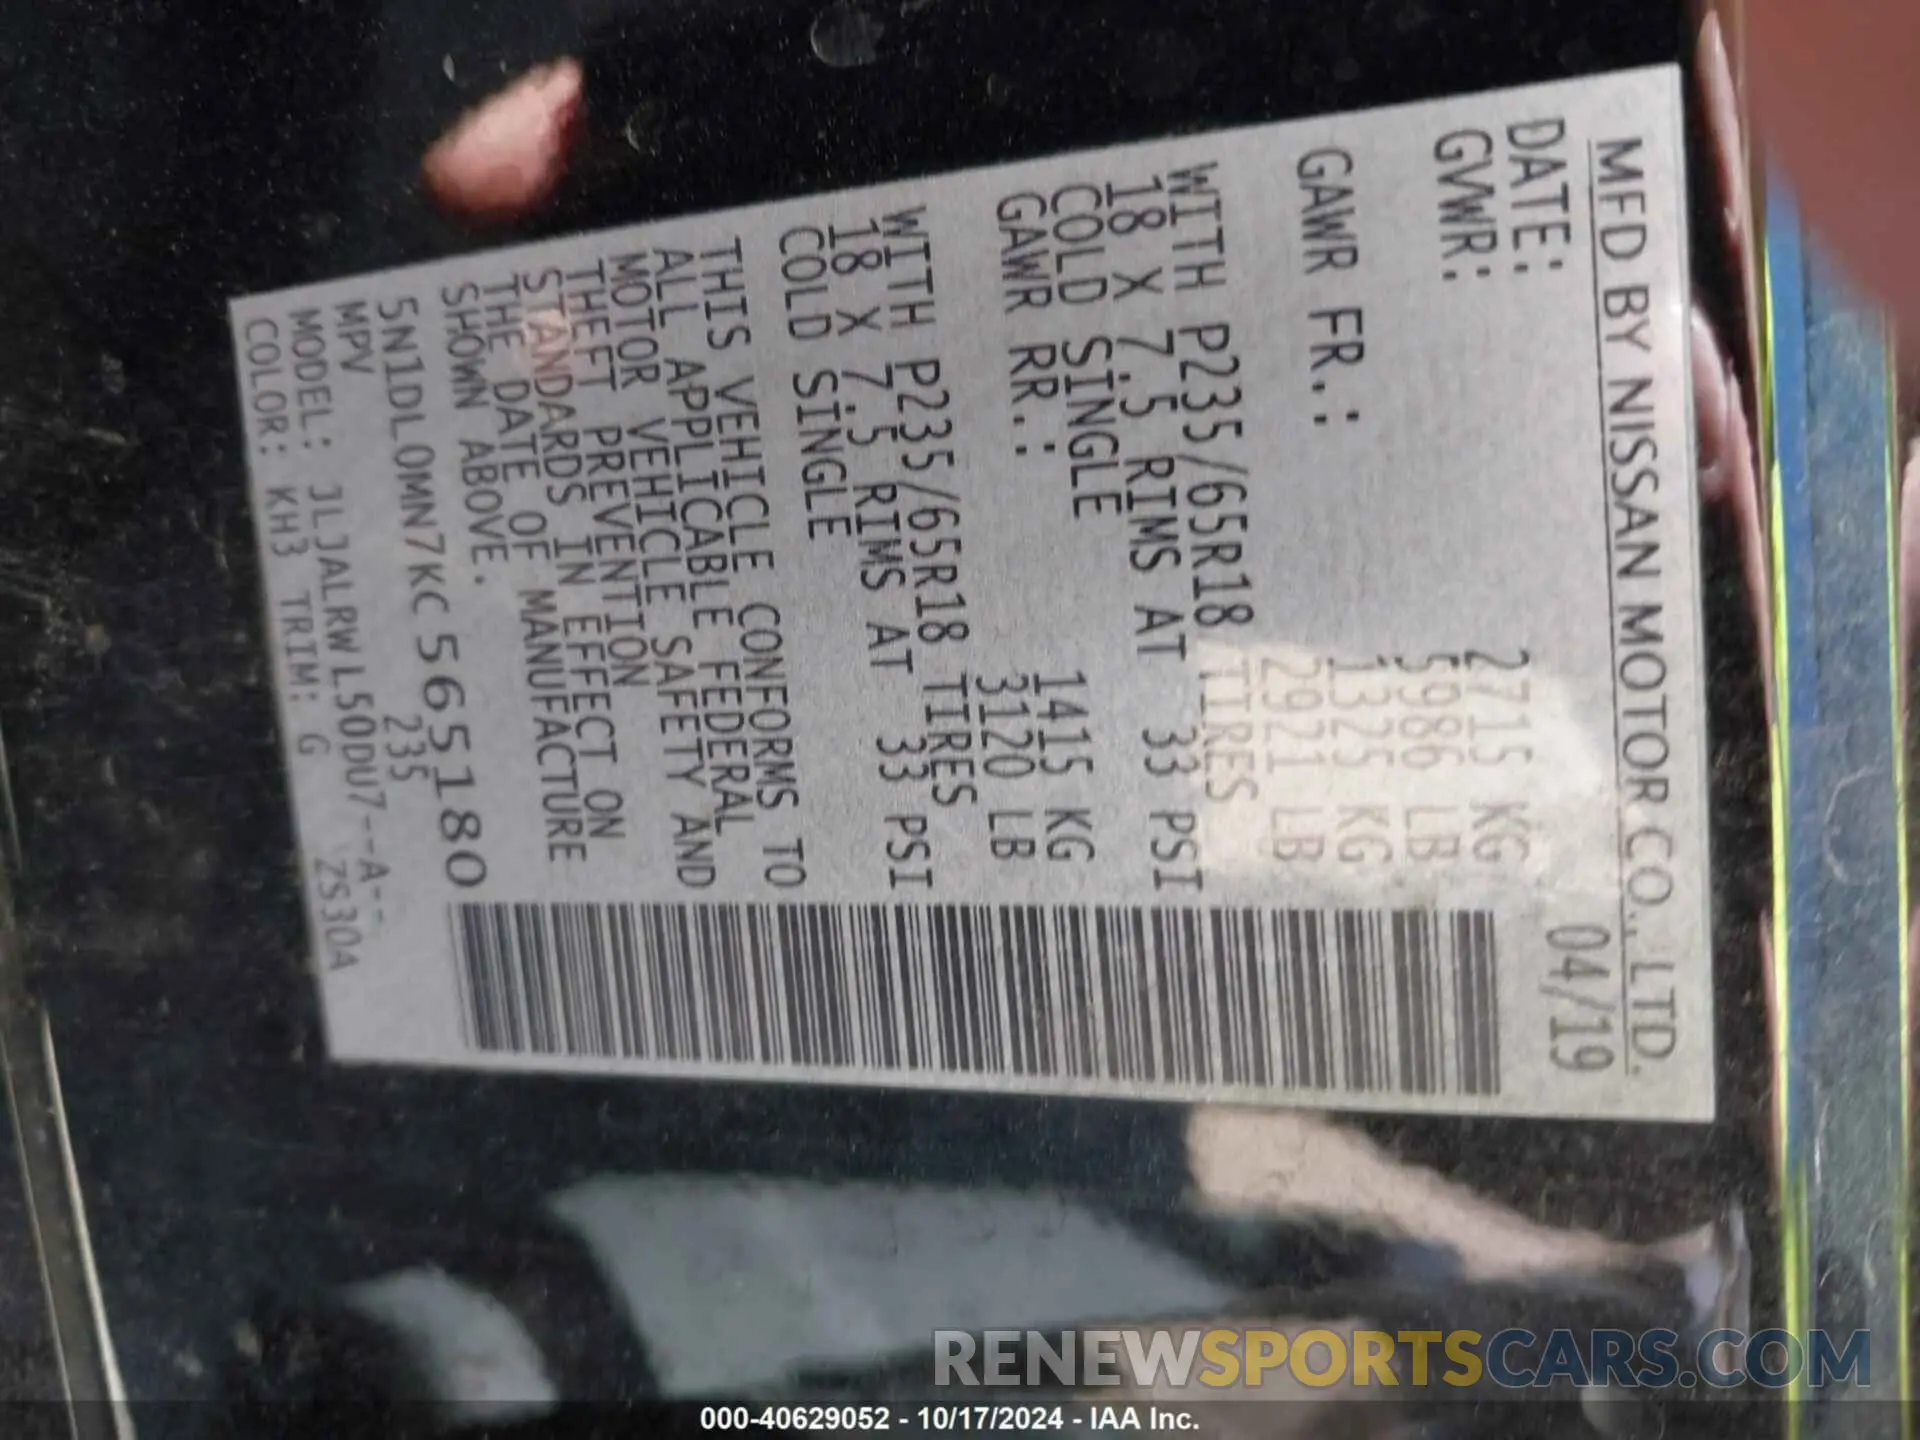 MFD BY NISSAN MOTOR CO., LTD.
DATE: 04/19
GVWR: 2715 KG
5986 LB
GAWR FR.: 1325 KG
2921 LB
WITH P235/65R18 TIRES
18 X 7.5 RIMS AT 33 PSI
COLD SINGLE
GAWR RR.: 1415 KG
3120 LB
WITH P235/65R18 TIRES
18 X 7.5 RIMS AT 33 PSI
COLD SINGLE
THIS VEHICLE CONFORMS TO
ALL APPLICABLE FEDERAL
MOTOR VEHICLE SAFETY AND
THEFT PREVENTION
STANDARDS IN EFFECT ON
THE DATE OF MANUFACTURE
SHOWN ABOVE.
5N1DL0MN7KC565180
MPV 235
MODEL: JLJALRWL50DU7--A--
COLOR: KH3 TRIM: G ZS30A
RENEWSPORTSCARS.COM
000-40629052 - 10/17/2024 - IAA Inc.